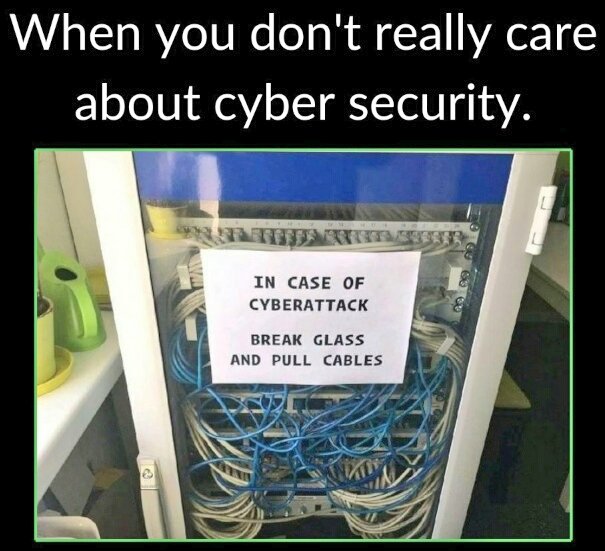 When you don't really care
about cyber security.
IN CASE OF
CYBERATTACK
BREAK GLASS
AND PULL CABLES